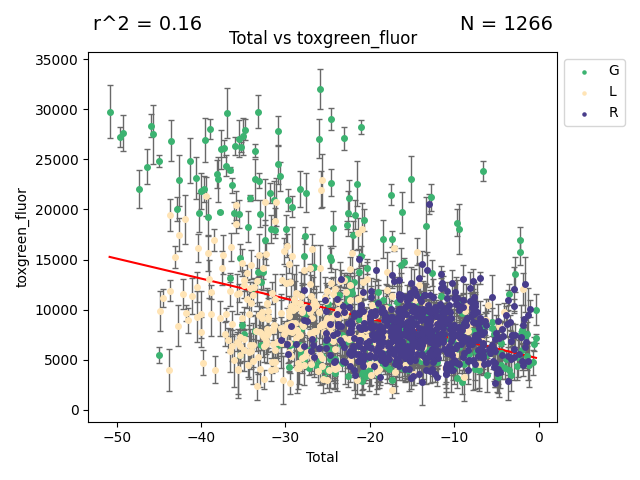 r^2 = 0.16
N = 1266
Total vs toxgreen_fluor
35000
30000
25000
20000
15000
10000
5000
0
toxgreen_fluor
−50
−40
−30
−20
−10
0
Total
G
L
R